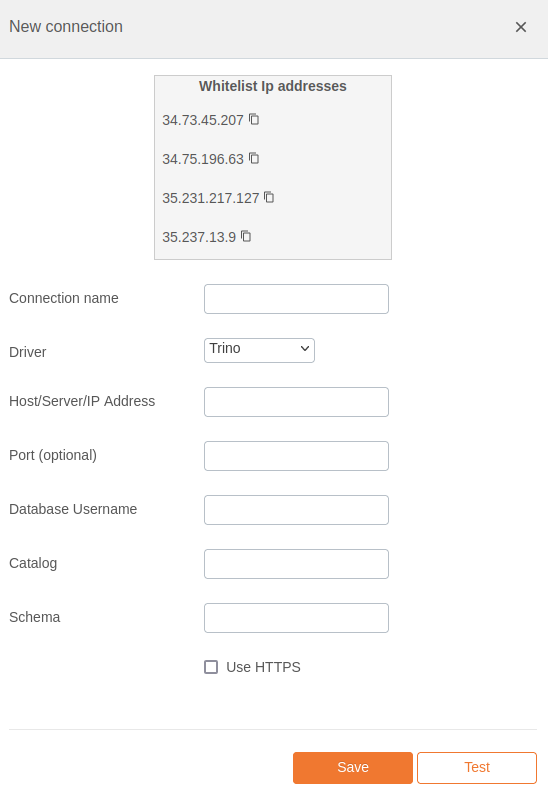 New connection
Whitelist Ip addresses
34.73.45.207
34.75.196.63
35.231.217.127
35.237.13.9
Connection name
Driver
Trino
Host/Server/IP Address
Port (optional)
Database Username
Catalog
Schema
Use HTTPS
Save
Test